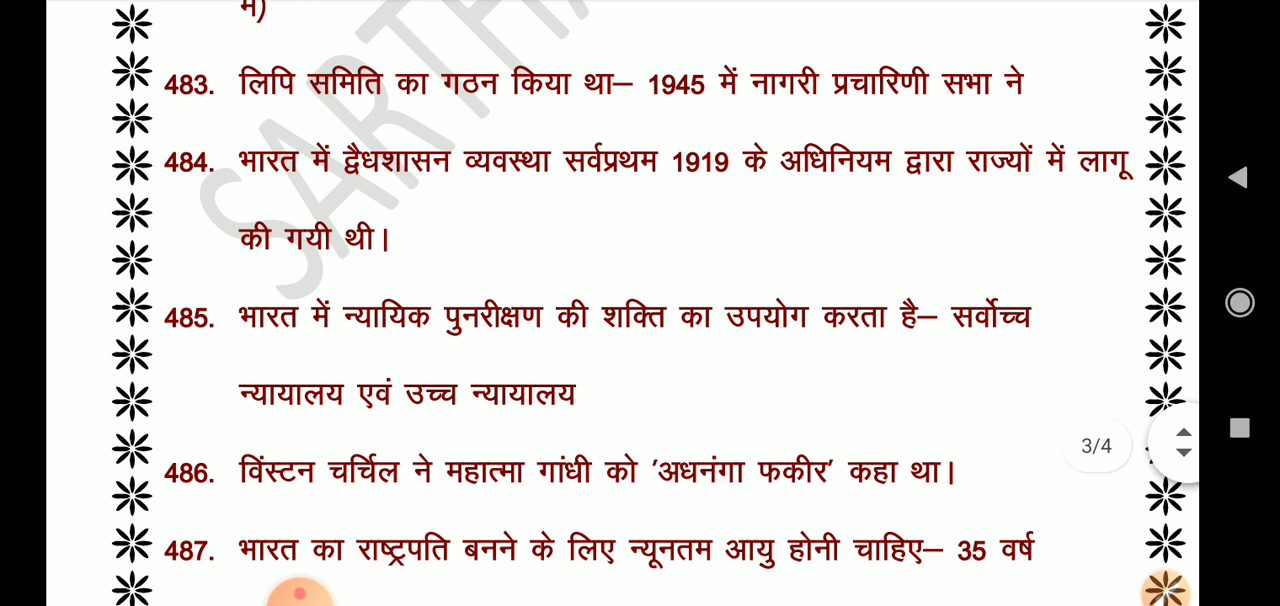 में)
483. लिपि समिति का गठन किया था– 1945 में नागरी प्रचारिणी सभा ने
484. भारत में द्वैधशासन व्यवस्था सर्वप्रथम 1919 के अधिनियम द्वारा राज्यों में लागू
की गयी थी।
485. भारत में न्यायिक पुनरीक्षण की शक्ति का उपयोग करता है– सर्वोच्च
न्यायालय एवं उच्च न्यायालय
3/4
486. विंस्टन चर्चिल ने महात्मा गांधी को 'अधनंगा फकीर' कहा था।
487. भारत का राष्ट्रपति बनने के लिए न्यूनतम आयु होनी चाहिए– 35 वर्ष
SARTH